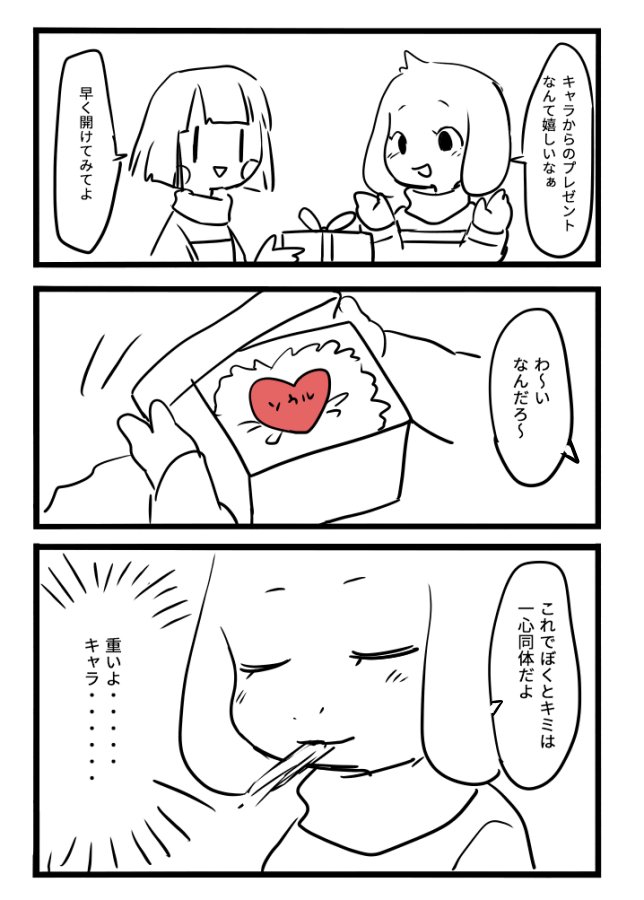 キャラからのプレゼント
なんて嬉しいなぁ
早く開けてみてよ
わ〜い
なんだろ〜
ソウル
これでぼくとキミは
一心同体だよ
重いよ・・・・・
キャラ・・・・・・